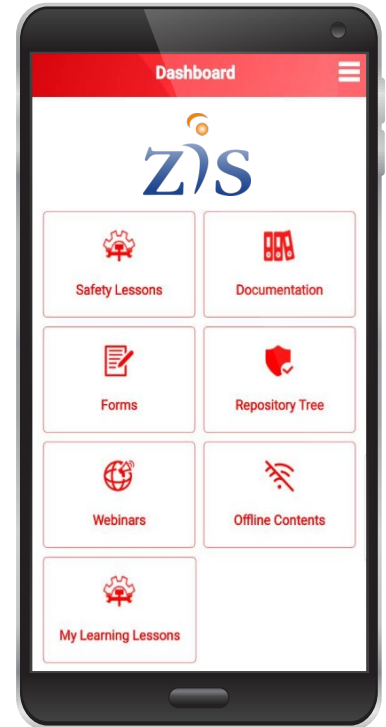 Dashboard
zis
Safety Lessons
Documentation
Forms
Repository Tree
Webinars
Offline Contents
My Learning Lessons